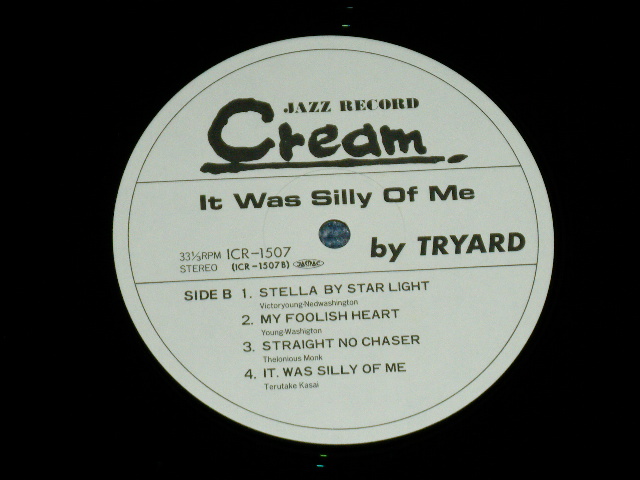 JAZZ RECORD
Cream.
It Was Silly Of Me
33⅓RPM ICR-1507
STEREO (ICR-1507B) JASRAC
by TRYARD
SIDE B 1. STELLA BY STAR LIGHT
Victoryoung-Nedwashington
2. MY FOOLISH HEART
Young-Washigton
3. STRAIGHT NO CHASER
Thelonious Monk
4. IT. WAS SILLY OF ME
Terutake Kasai